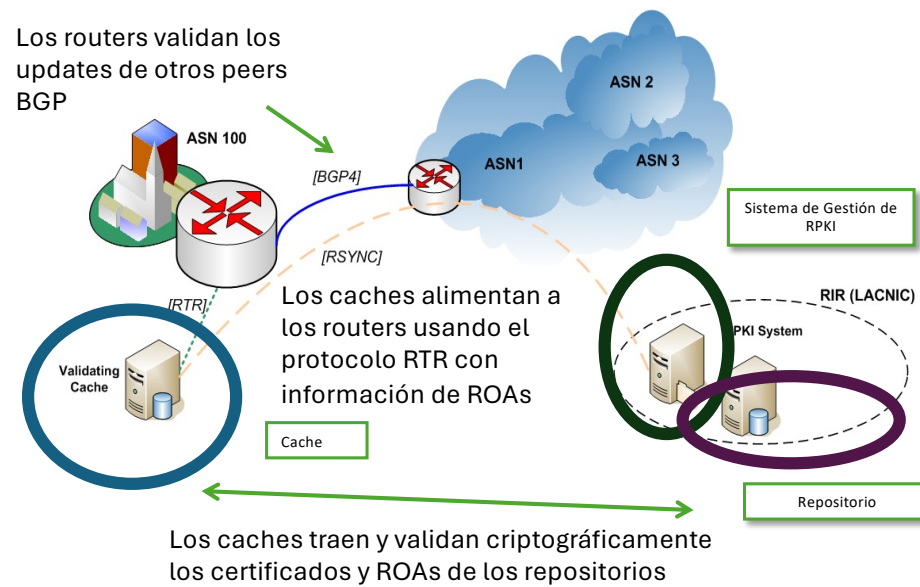 Los routers validan los
updates de otros peers
BGP
ASN 100
[BGP4]
ASN 2
ASN1
ASN 3
Sistema de Gestión de
RPKI
[RSYNC]
[RTR]
Los caches alimentan a
los routers usando el
protocolo RTR con
información de ROAs
RIR (LACNIC)
PKI System
Validating
Cache
Cache
Repositorio
Los caches traen y validan criptográficamente
los certificados y ROAs de los repositorios